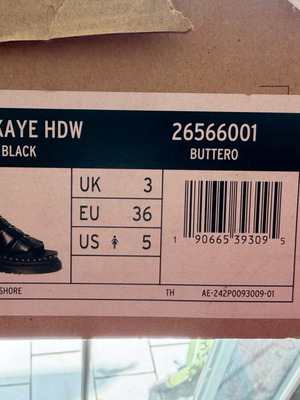 KAYE HDW 26566001
BLACK BUTTERO
UK 3
EU 36
US 5
1 90665 39309 5
SHORE TH AE-242P0093009-01